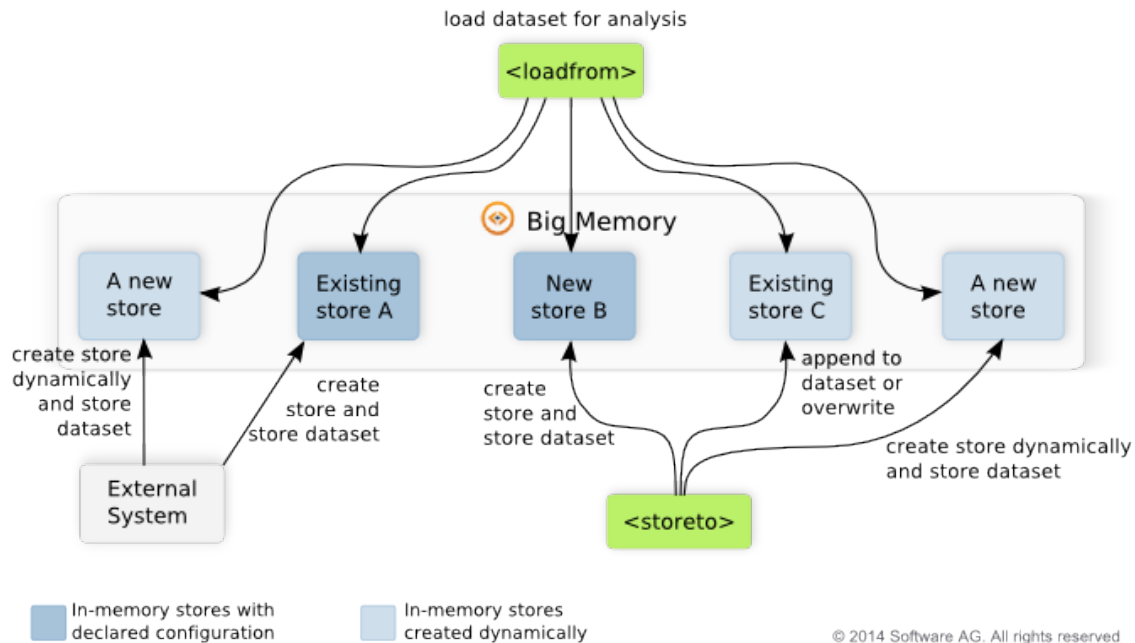 load dataset for analysis
<loadfrom>
Big Memory
A new
store
Existing
store A
New
store B
Existing
store C
A new
store
create store
dynamically
and store
dataset
create
store and
store dataset
create
store and
store dataset
append to
dataset or
overwrite
create store dynamically
and store dataset
External
System
<storeto>
In-memory stores with
declared configuration
In-memory stores
created dynamically
© 2014 Software AG. All rights reserved